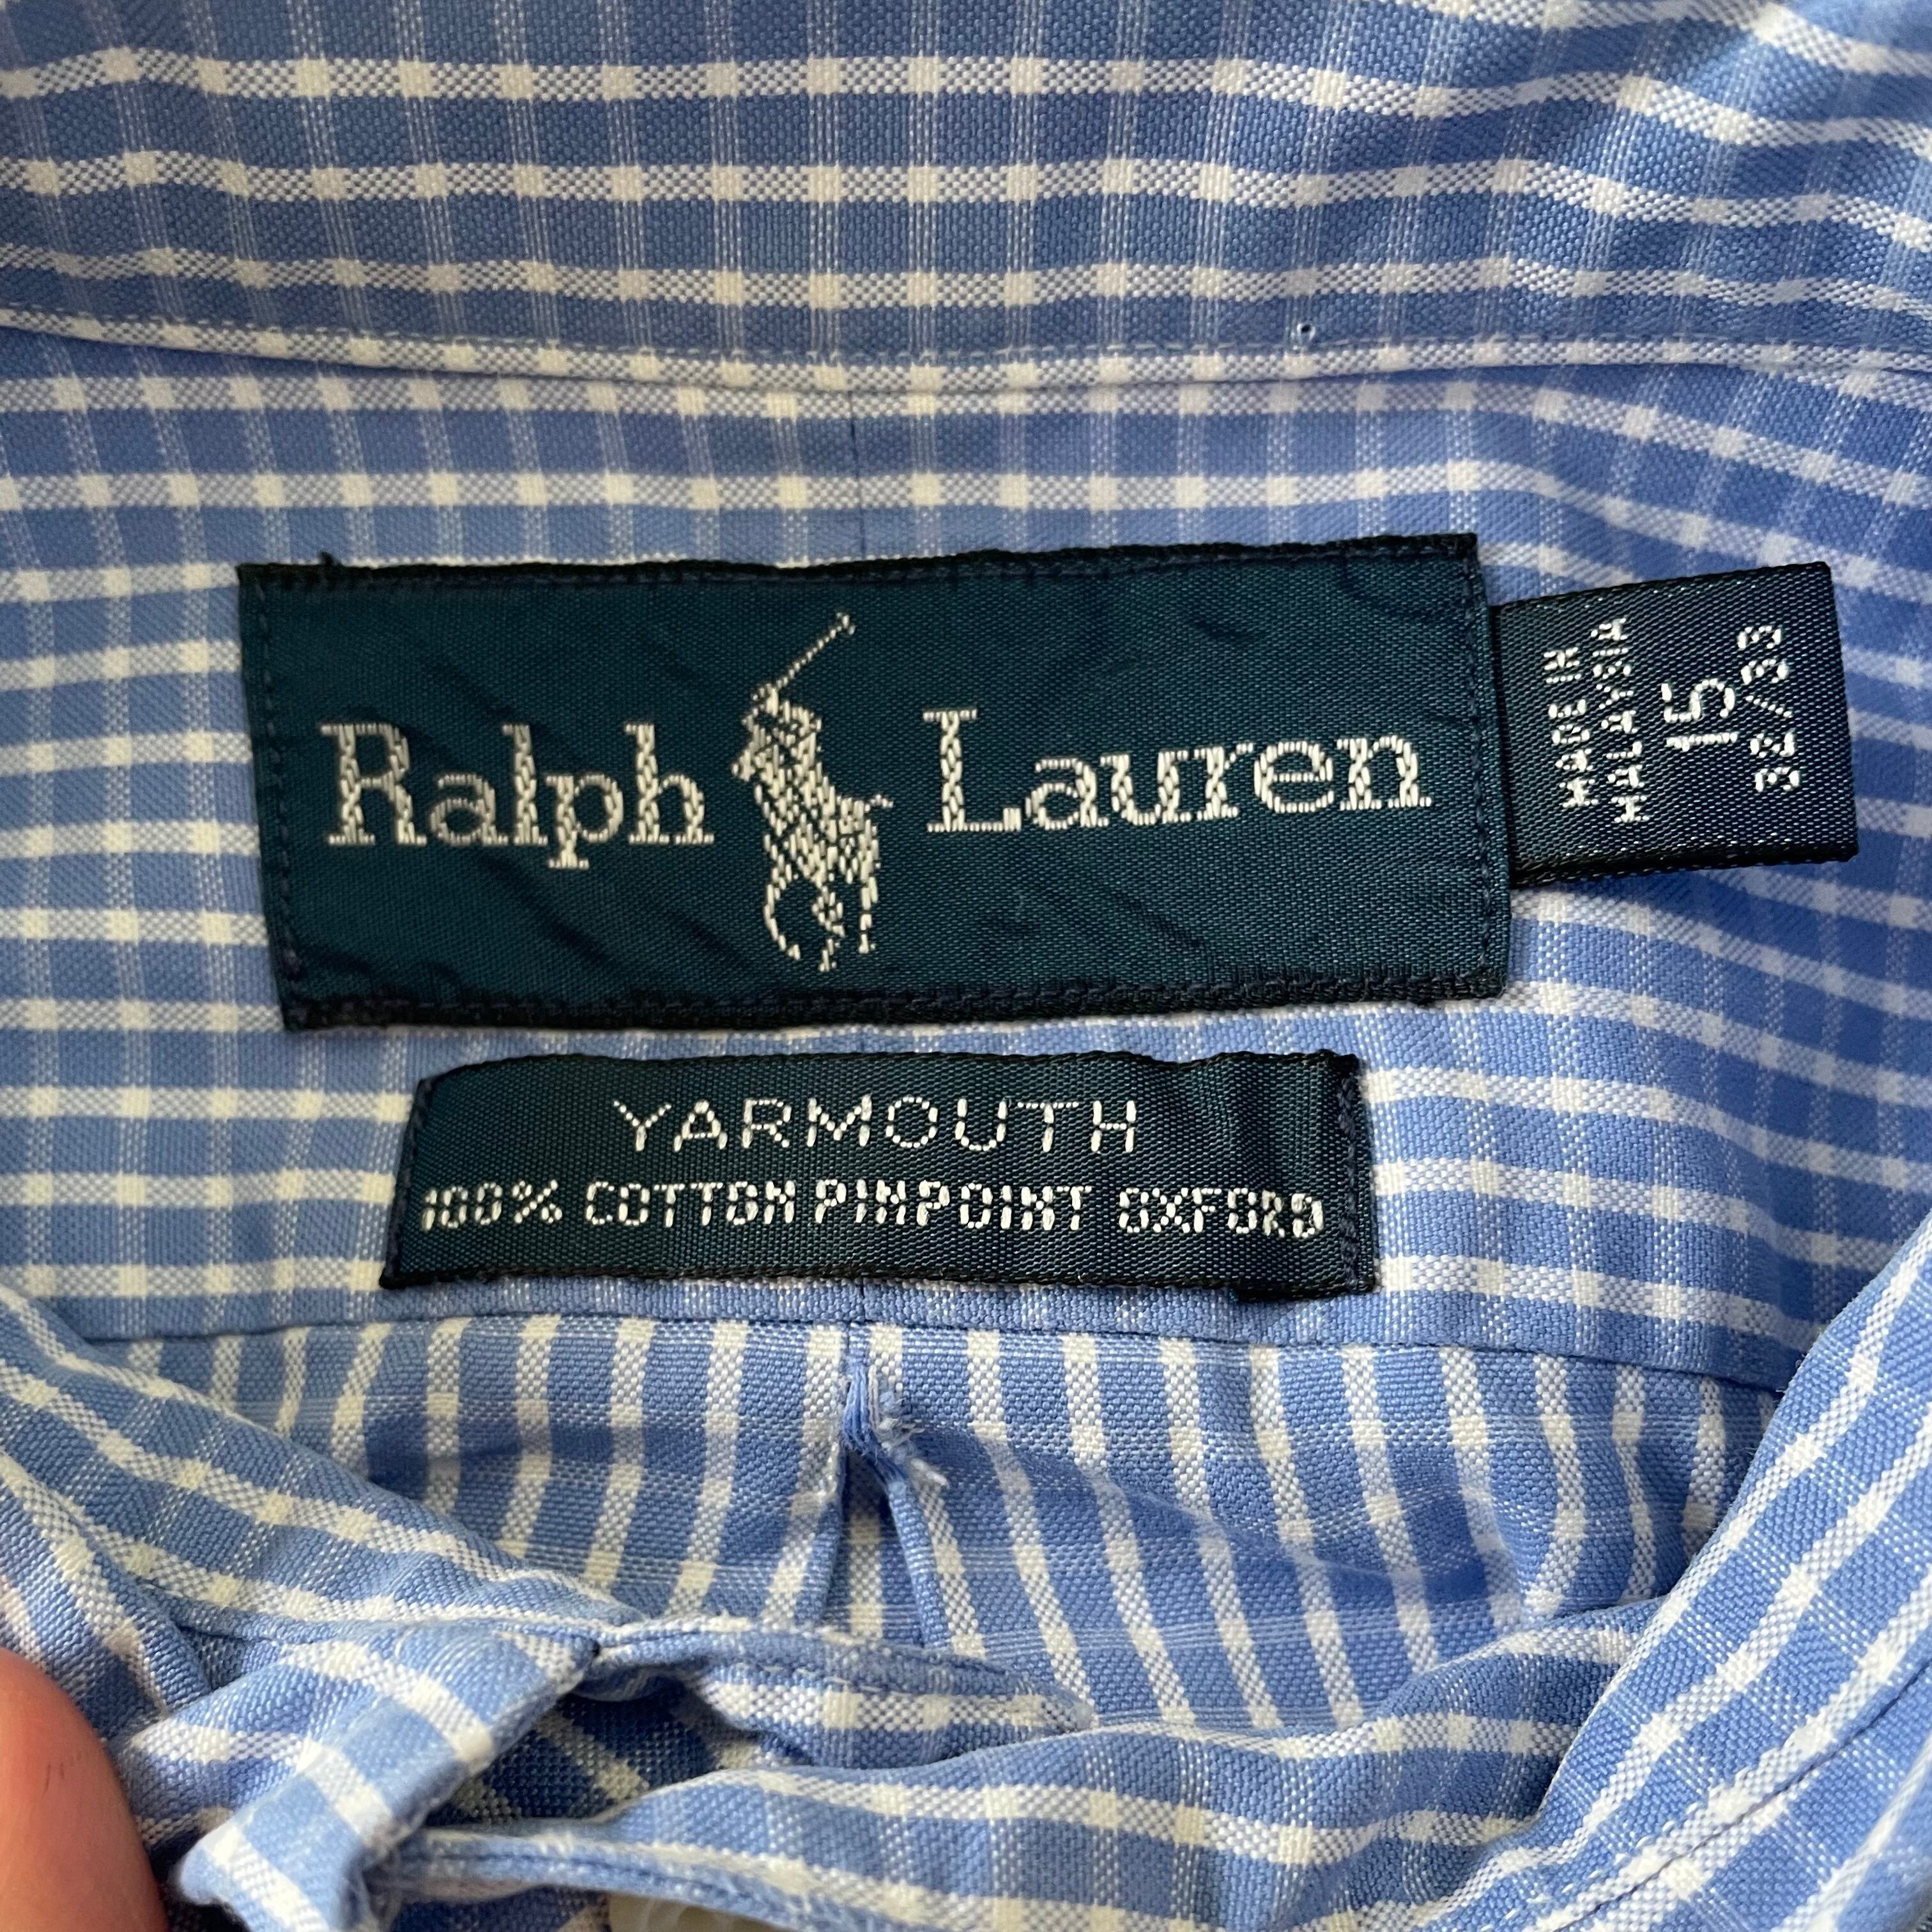 Ralph Lauren
MADE IN
MALAYSIA
15
32/33
YARMOUTH
100% COTTON PINPOINT OXFORD